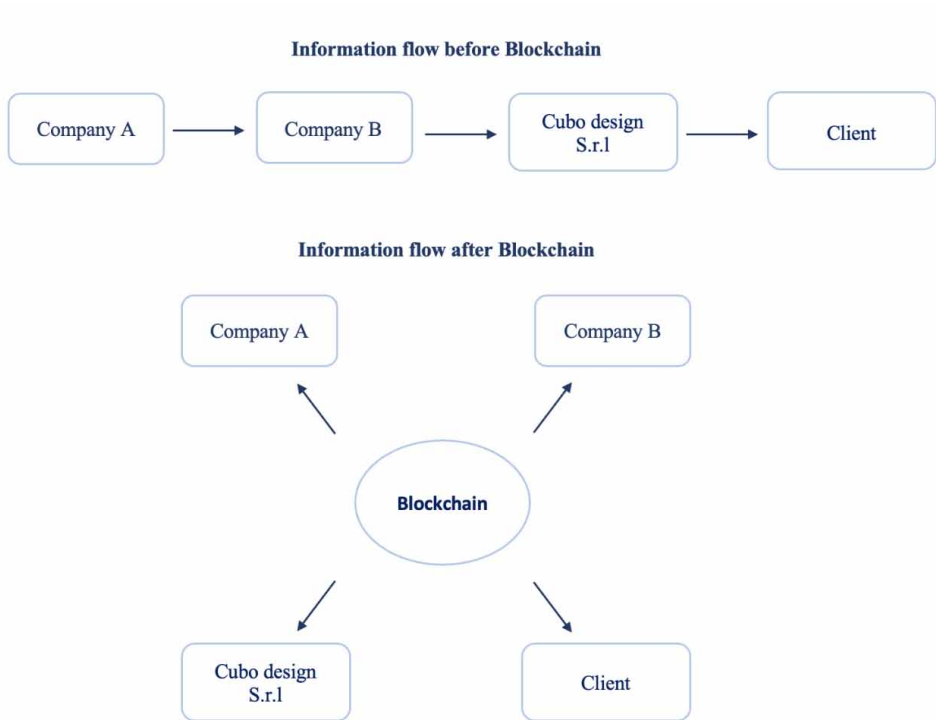 Information flow before Blockchain
Company A
Company B
Cubo design
S.r.l
Client
Information flow after Blockchain
Company A
Company B
Blockchain
Cubo design
S.r.l
Client